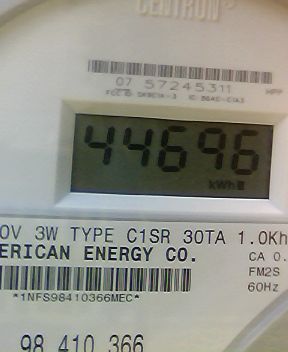 CENTRON
07 57245311
44696
kWh
0V 3W TYPE C1SR 30TA 1.0Kh
ERICAN ENERGY CO.
CA 0.
FM2S
60Hz
*1NFS98410366MEC*
98 410 366